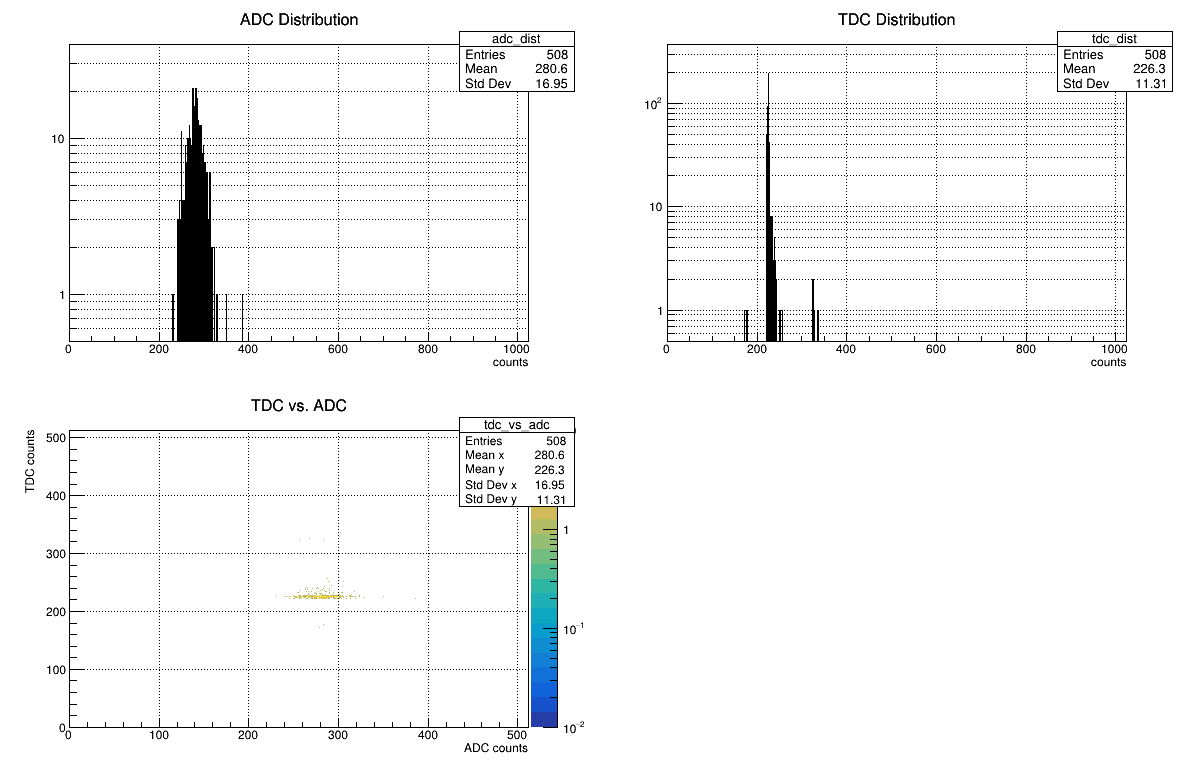 ADC Distribution
adc_dist
Entries 508
Mean 280.6
Std Dev 16.95
10
1
0 200 400 600 800 1000
counts
TDC Distribution
tdc_dist
Entries 508
Mean 226.3
Std Dev 11.31
10²
10
1
0 200 400 600 800 1000
counts
TDC vs. ADC
tdc_vs_adc
Entries 508
Mean x 280.6
Mean y 226.3
Std Dev x 16.95
Std Dev y 11.31
TDC counts
500
400
300
200
100
0
0 100 200 300 400 500
ADC counts
1
10⁻¹
10⁻²